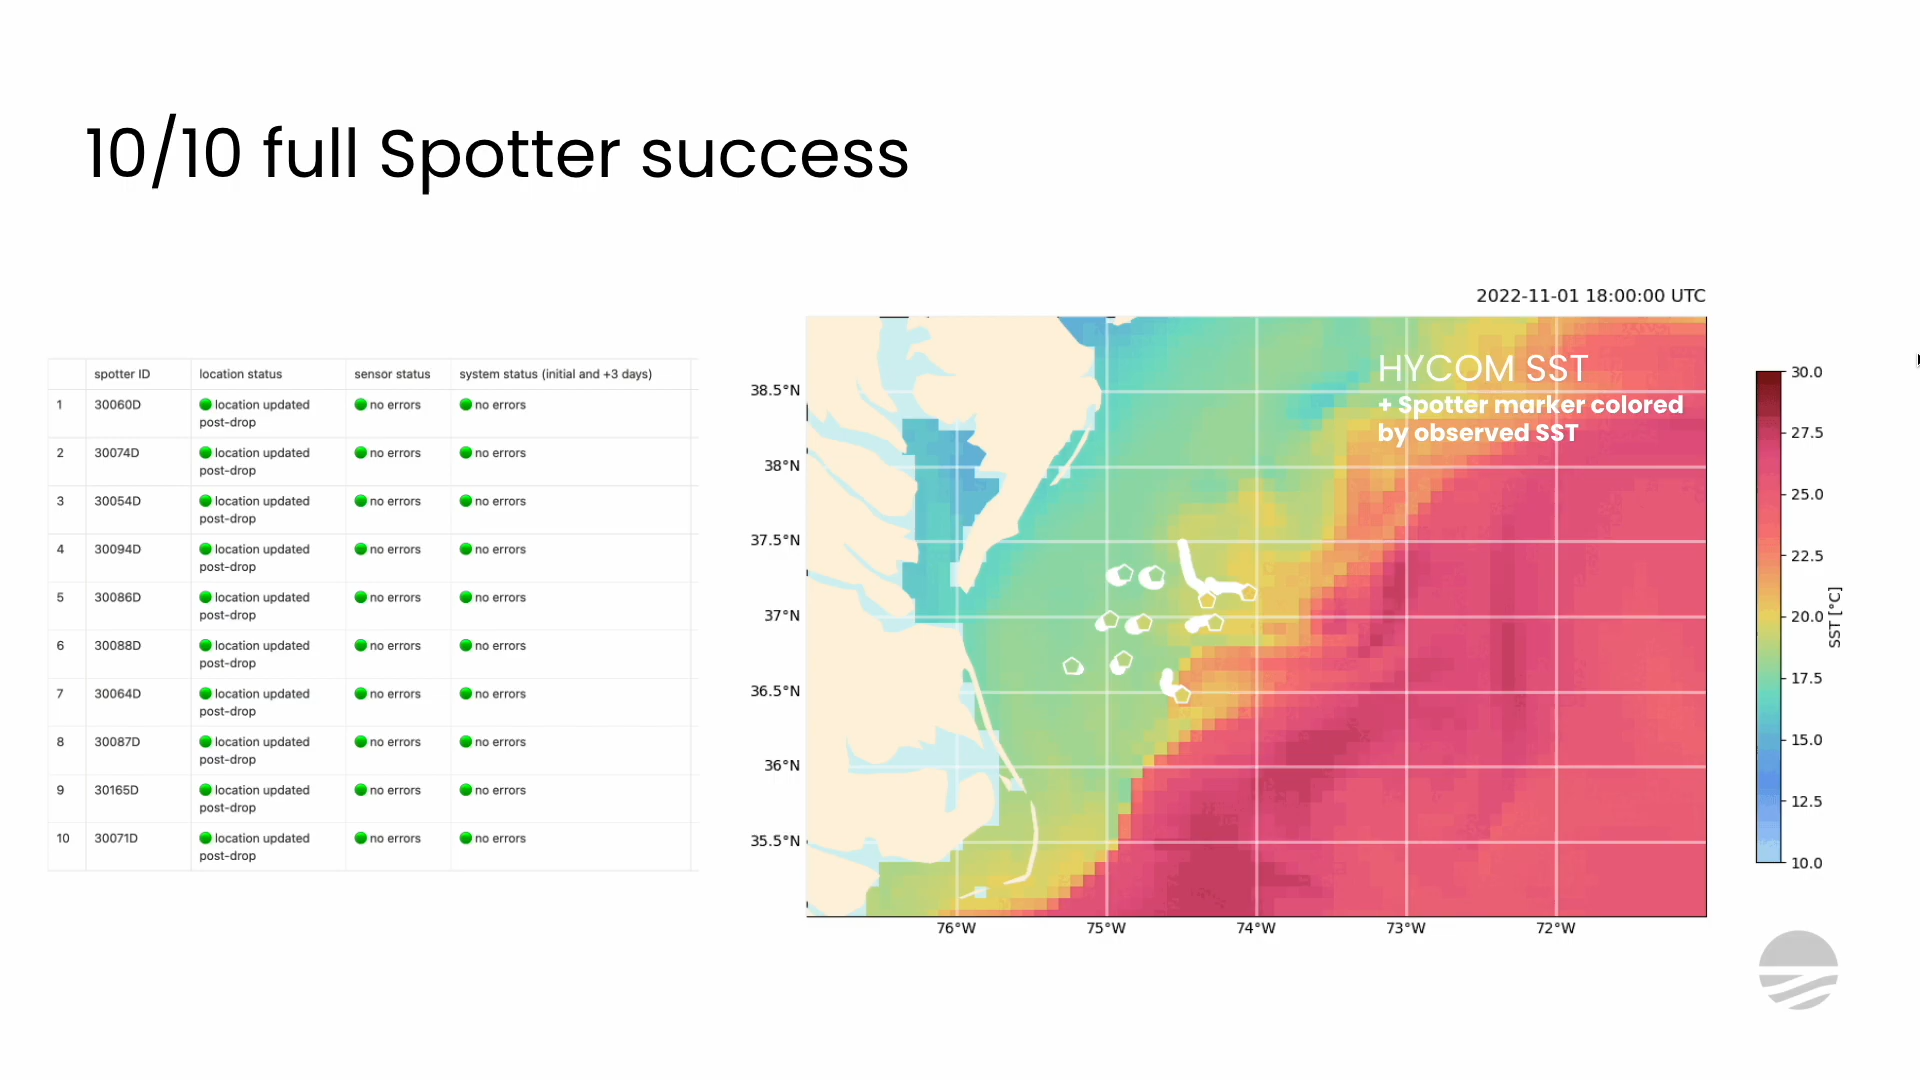 10/10 full Spotter success
spotter ID location status sensor status system status (initial and +3 days)
1 30060D location updated post-drop no errors no errors
2 30074D location updated post-drop no errors no errors
3 30054D location updated post-drop no errors no errors
4 30094D location updated post-drop no errors no errors
5 30086D location updated post-drop no errors no errors
6 30088D location updated post-drop no errors no errors
7 30064D location updated post-drop no errors no errors
8 30087D location updated post-drop no errors no errors
9 30165D location updated post-drop no errors no errors
10 30071D location updated post-drop no errors no errors
2022-11-01 18:00:00 UTC
HYCOM SST
+ Spotter marker colored
by observed SST
38.5°N
38°N
37.5°N
37°N
36.5°N
36°N
35.5°N
76°W 75°W 74°W 73°W 72°W
30.0
27.5
25.0
22.5
20.0
17.5
15.0
12.5
10.0
SST [°C]